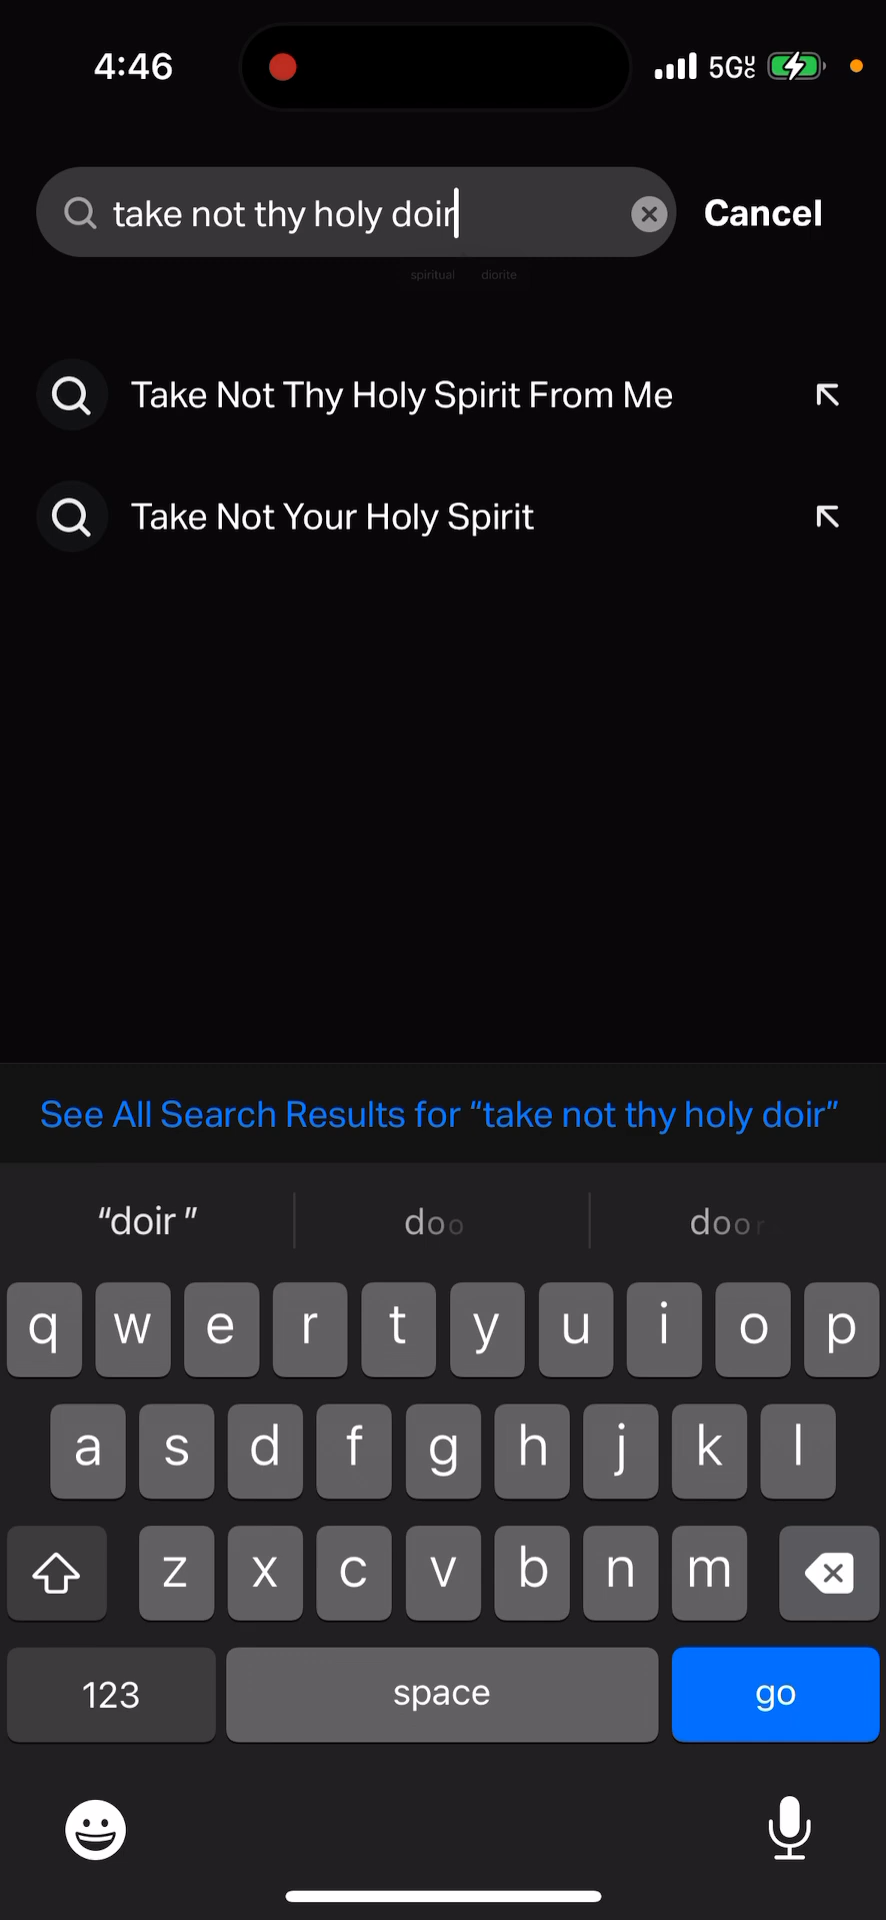 4:46
5GUC
take not thy holy doir
Cancel
spiritual diorite
Take Not Thy Holy Spirit From Me
Take Not Your Holy Spirit
See All Search Results for “take not thy holy doir”
“doir ” doo door
q w e r t y u i o p
a s d f g h j k l
z x c v b n m
123 space go